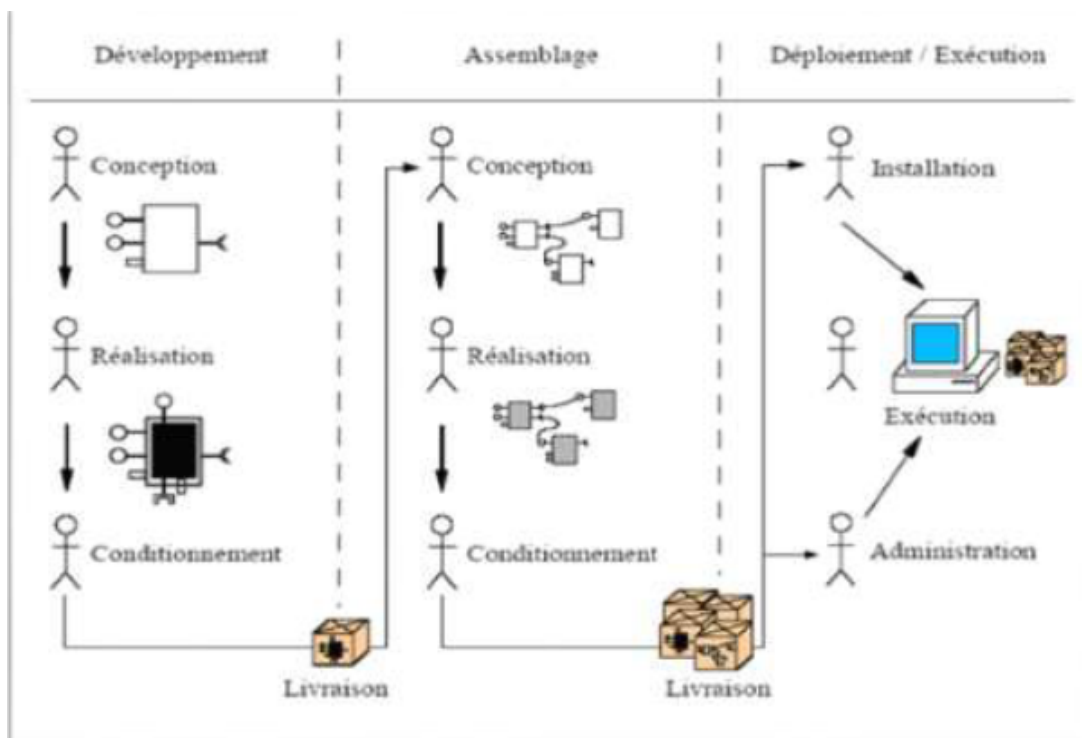 Développement
Assemblage
Déploiement / Exécution
Conception
Conception
Installation
Réalisation
Réalisation
Exécution
Conditionnement
Conditionnement
Administration
Livraison
Livraison